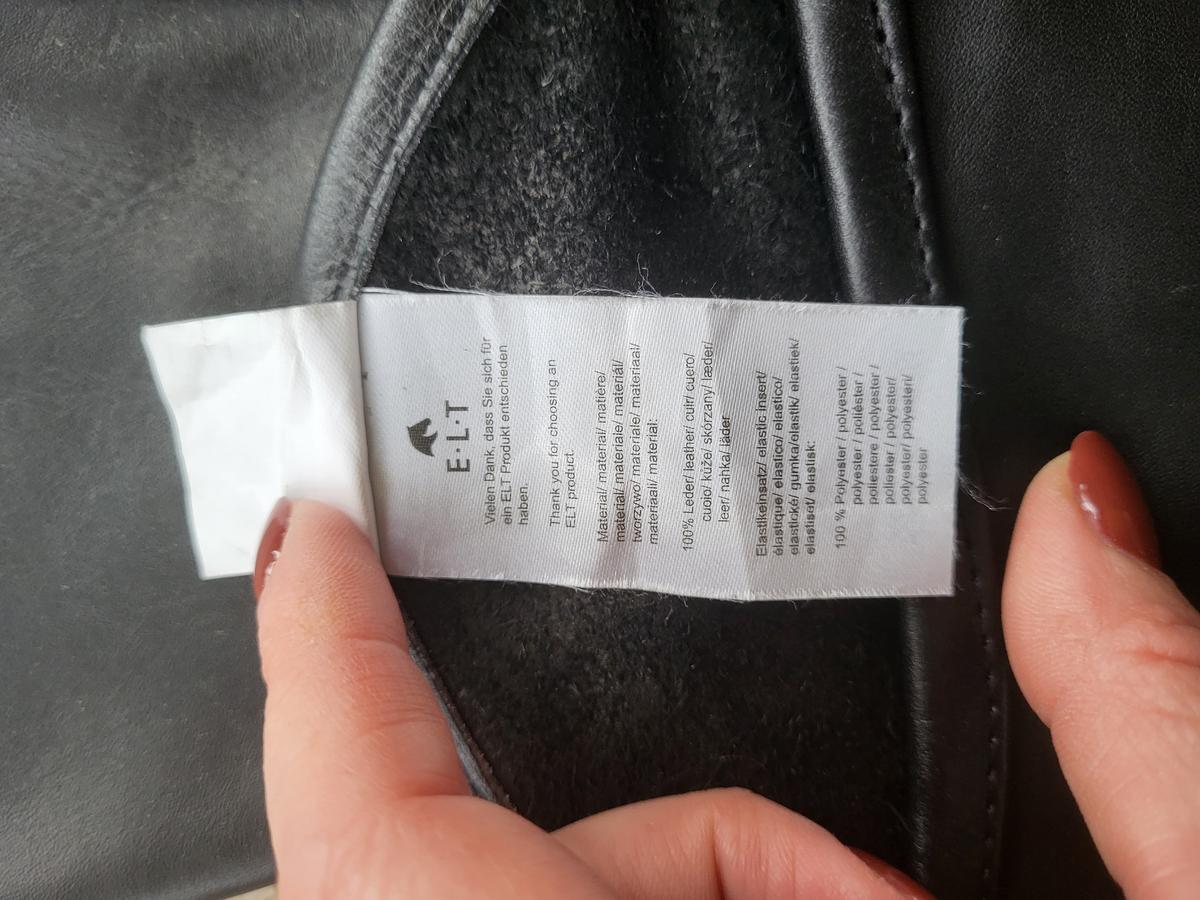 E·L·T
Vielen Dank, dass Sie sich für
ein ELT Produkt entschieden
haben.
Thank you for choosing an
ELT product.
Material/ material/ matière/
material/ materiale/ materiál/
tworzywo/ materiale/ materiaal/
materiaali/ material:
100% Leder/ leather/ cuir/ cuero/
cuoio/ kůže/ skórzany/ læder/
leer/ nahka/ läder
Elastikeinsatz/ elastic insert/
élastique/ elastico/ elastico/
elastické/ gumka/elastik/ elastiek/
elastiset/ elastisk:
100 % Polyester / polyester /
polyester / poliéster /
poliestere / polyester /
poliester / polyester/
polyester/ polyesteri/
polyester